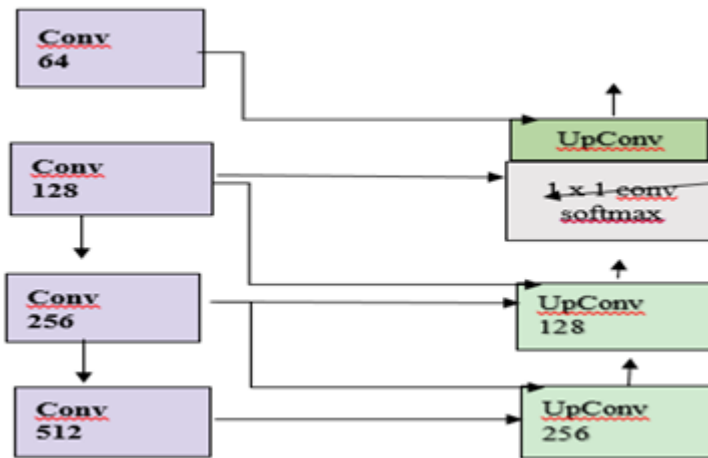 Conv
64
Conv
128
Conv
256
Conv
512
UpConv
1 x 1 conv
softmax
UpConv
128
UpConv
256